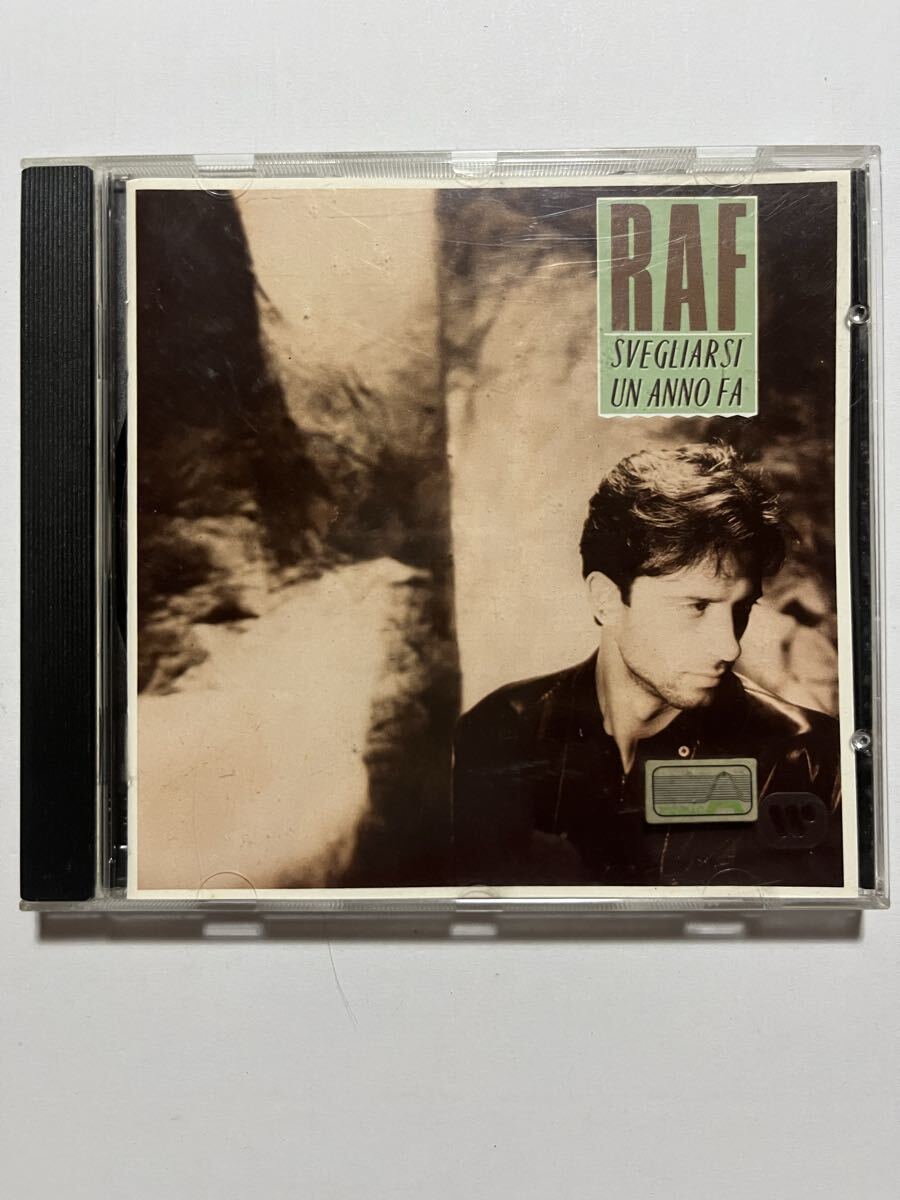 RAF
SVEGLIARSI
UN ANNO FA